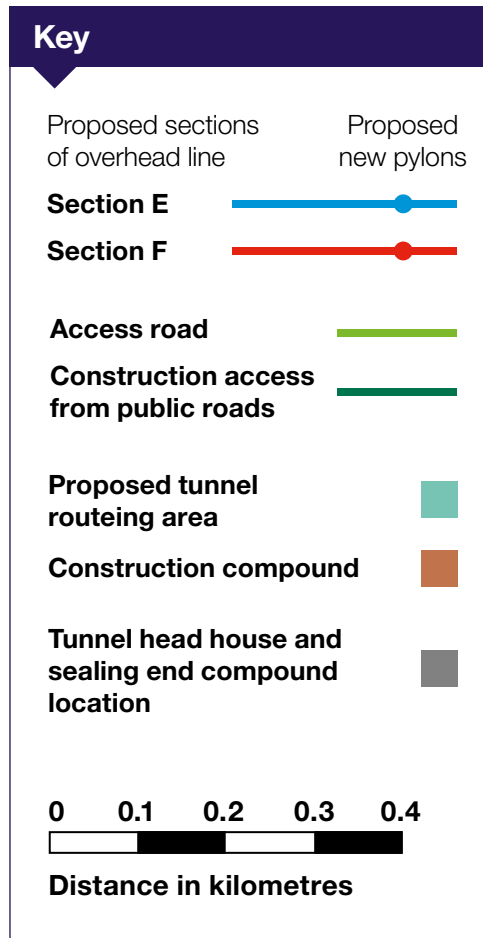 Key
Proposed sections
of overhead line
Proposed
new pylons
Section E
Section F
Access road
Construction access
from public roads
Proposed tunnel
routeing area
Construction compound
Tunnel head house and
sealing end compound
location
0 0.1 0.2 0.3 0.4
Distance in kilometres